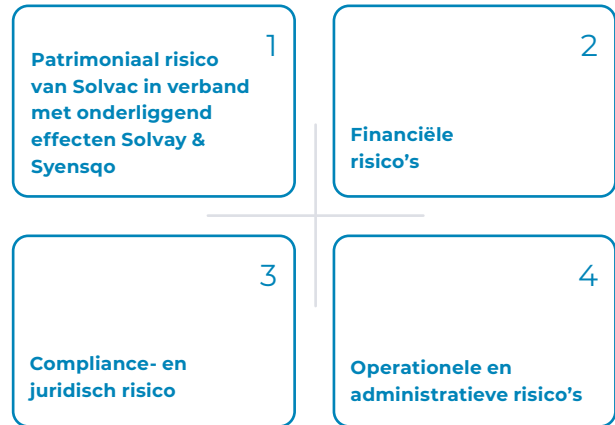 1
Patrimoniaal risico
van Solvac in verband
met onderliggend
effecten Solvay &
Syensqo
2
Financiële
risico's
3
Compliance- en
juridisch risico
4
Operationele en
administratieve risico's